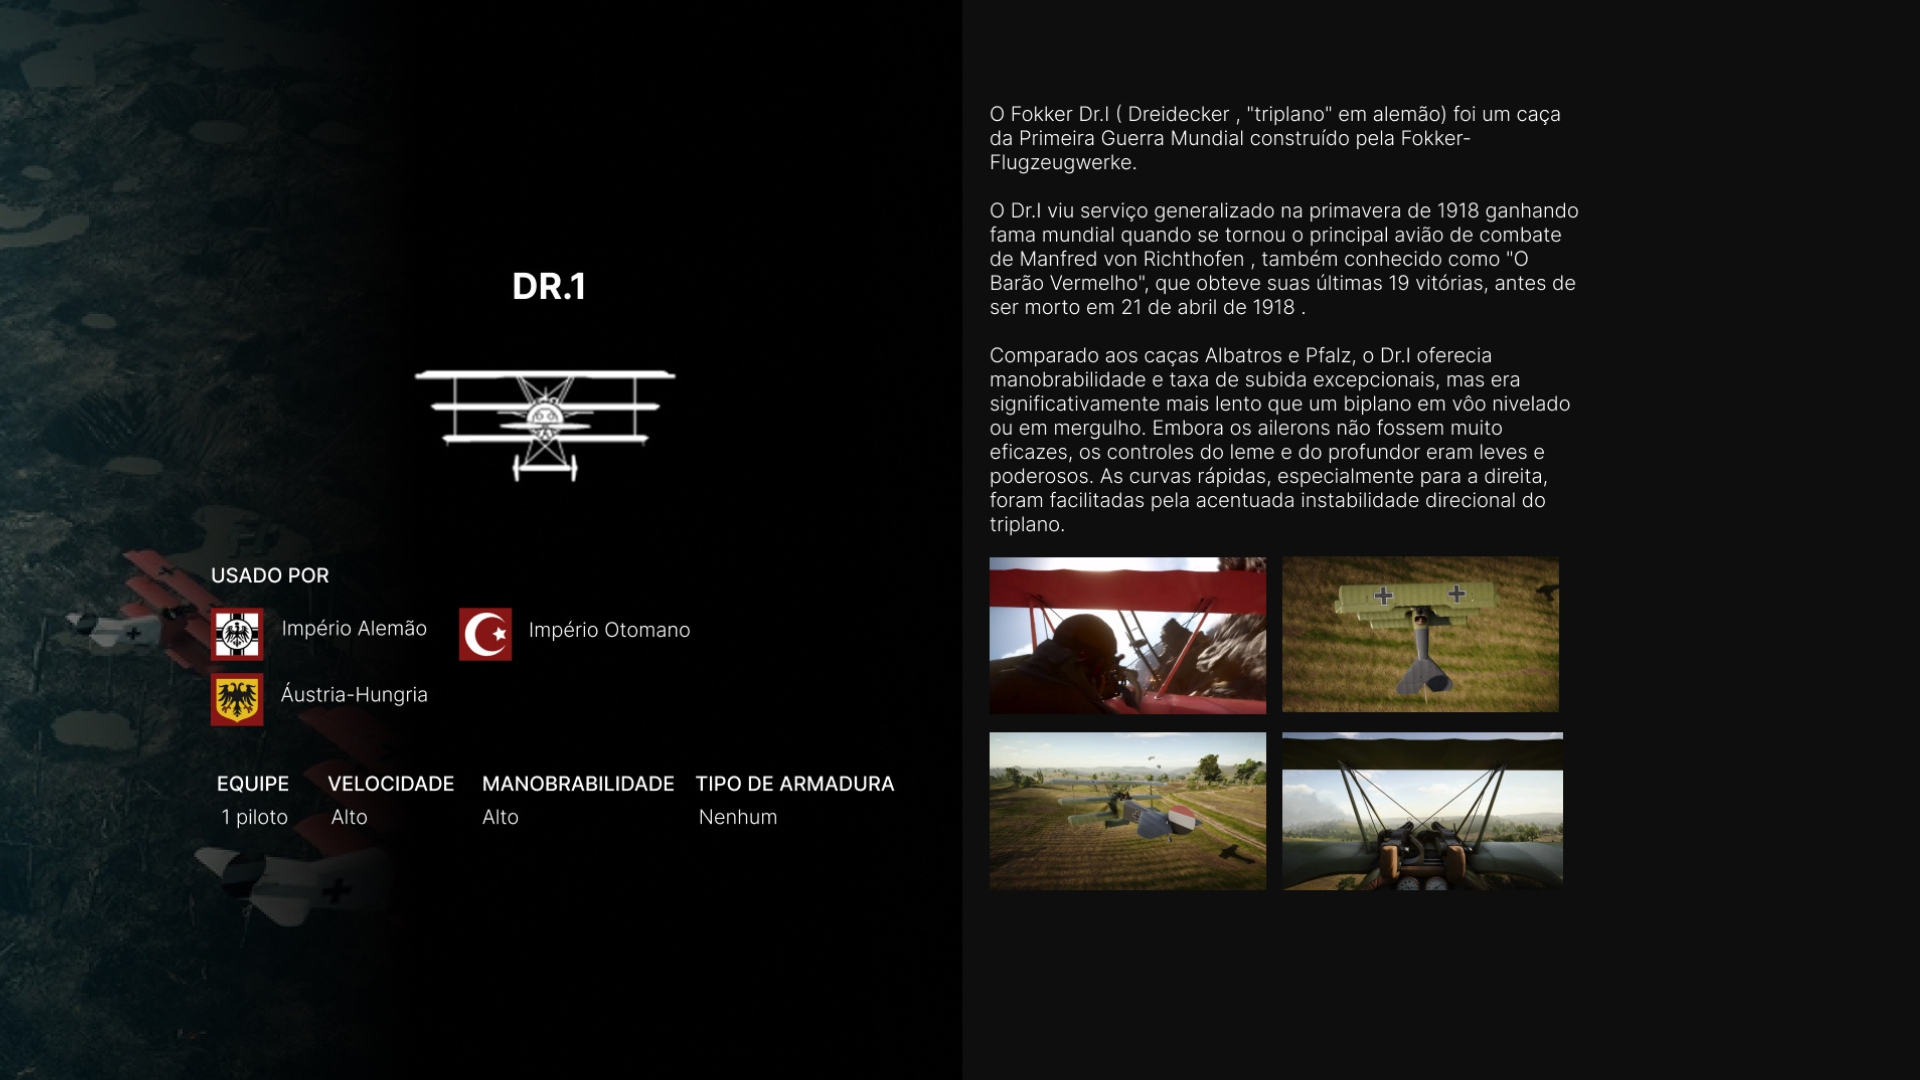 DR.1
USADO POR
Império Alemão
Império Otomano
Áustria-Hungria
EQUIPE
VELOCIDADE
MANOBRABILIDADE
TIPO DE ARMADURA
1 piloto
Alto
Alto
Nenhum
O Fokker Dr.I ( Dreidecker , "triplano" em alemão) foi um caça
da Primeira Guerra Mundial construído pela Fokker-
Flugzeugwerke.
O Dr.I viu serviço generalizado na primavera de 1918 ganhando
fama mundial quando se tornou o principal avião de combate
de Manfred von Richthofen , também conhecido como "O
Barão Vermelho", que obteve suas últimas 19 vitórias, antes de
ser morto em 21 de abril de 1918 .
Comparado aos caças Albatros e Pfalz, o Dr.I oferecia
manobrabilidade e taxa de subida excepcionais, mas era
significativamente mais lento que um biplano em vôo nivelado
ou em mergulho. Embora os ailerons não fossem muito
eficazes, os controles do leme e do profundor eram leves e
poderosos. As curvas rápidas, especialmente para a direita,
foram facilitadas pela acentuada instabilidade direcional do
triplano.